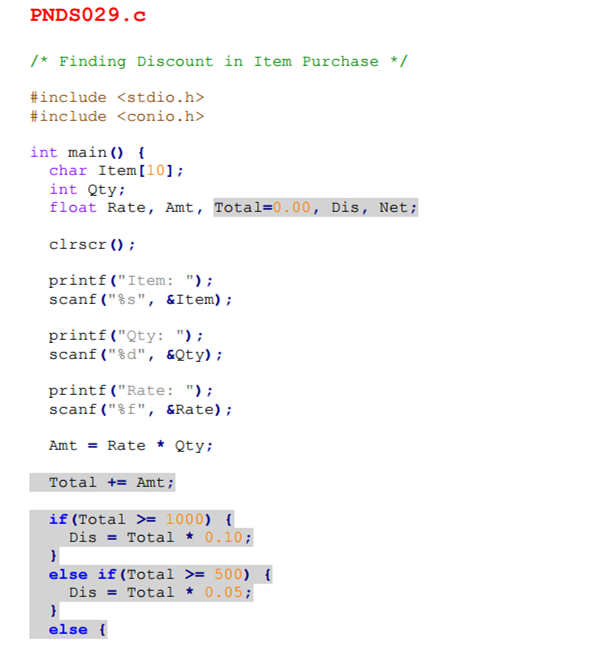 PNDS029.c
/* Finding Discount in Item Purchase */
#include <stdio.h>
#include <conio.h>
int main() {
char Item[10];
int Qty;
float Rate, Amt, Total=0.00, Dis, Net;
clrscr();
printf("Item: ");
scanf("%s", &Item);
printf("Qty: ");
scanf("%d", &Qty);
printf("Rate: ");
scanf("%f", &Rate);
Amt = Rate * Qty;
Total += Amt;
if(Total >= 1000) {
Dis = Total * 0.10;
}
else if(Total >= 500) {
Dis = Total * 0.05;
}
else {